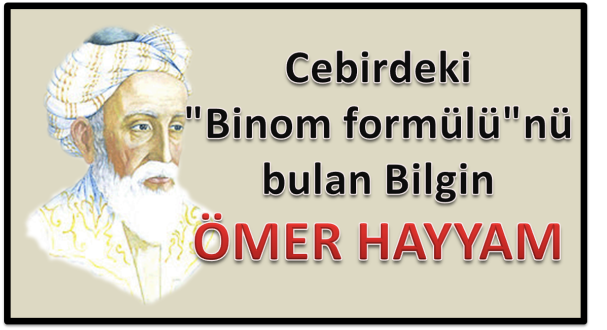 Cebirdeki
"Binom formülü"nü
bulan Bilgin
ÖMER HAYYAM